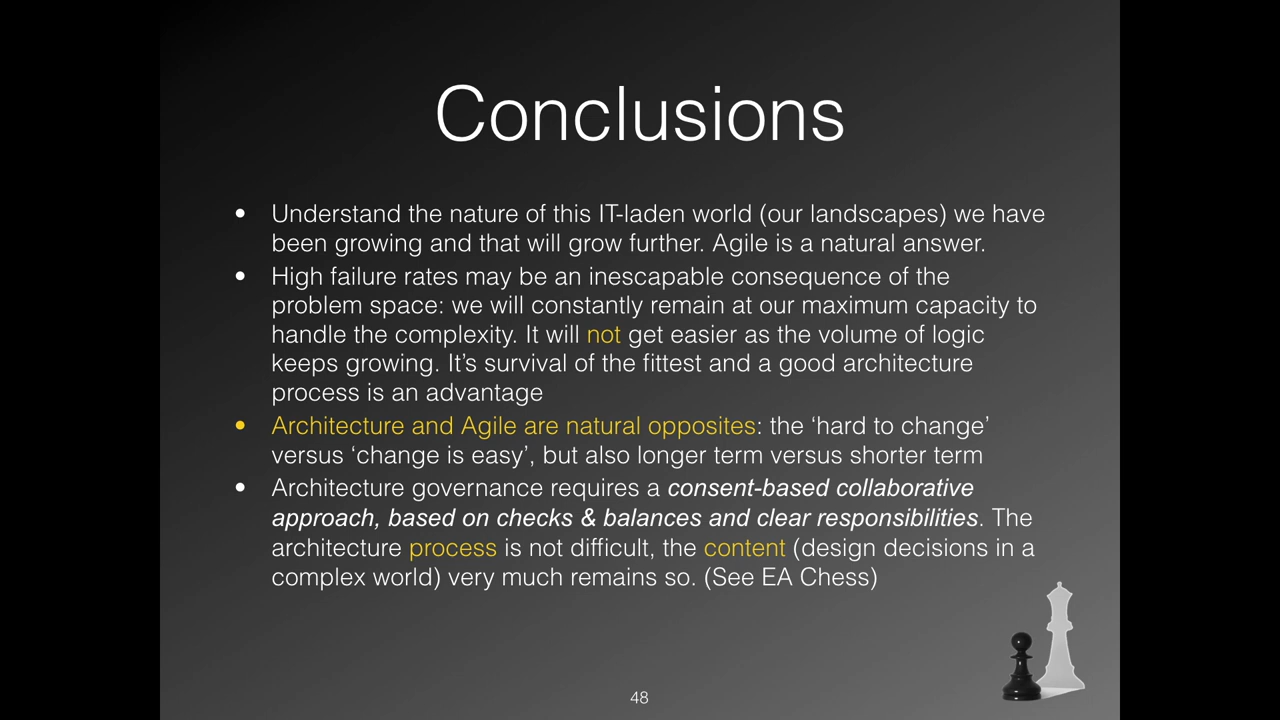 Conclusions
• Understand the nature of this IT-laden world (our landscapes) we have
been growing and that will grow further. Agile is a natural answer.
• High failure rates may be an inescapable consequence of the
problem space: we will constantly remain at our maximum capacity to
handle the complexity. It will not get easier as the volume of logic
keeps growing. It’s survival of the fittest and a good architecture
process is an advantage
• Architecture and Agile are natural opposites: the ‘hard to change’
versus ‘change is easy’, but also longer term versus shorter term
• Architecture governance requires a consent-based collaborative
approach, based on checks & balances and clear responsibilities. The
architecture process is not difficult, the content (design decisions in a
complex world) very much remains so. (See EA Chess)
48